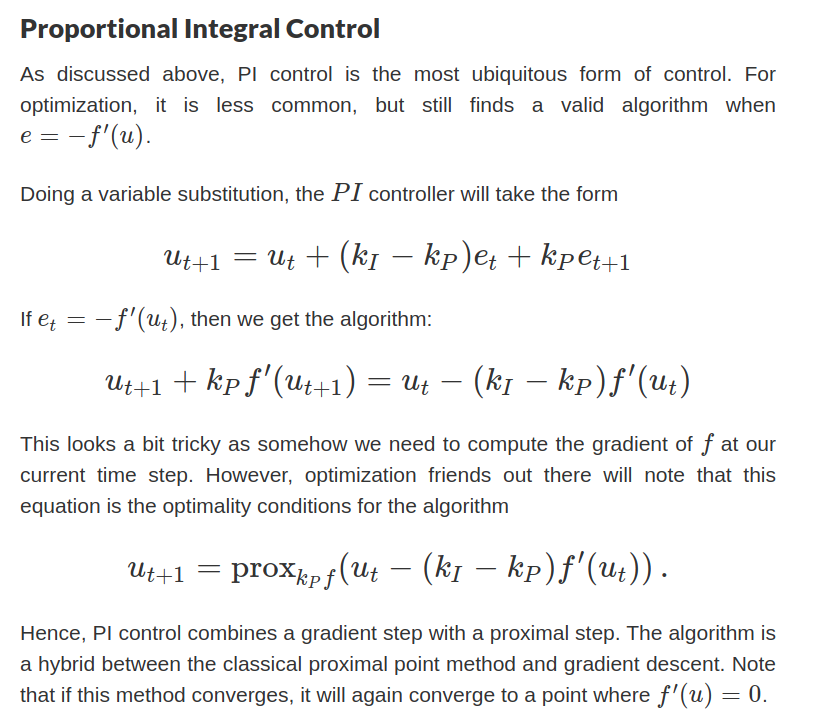 Proportional Integral Control
As discussed above, PI control is the most ubiquitous form of control. For
optimization, it is less common, but still finds a valid algorithm when
e = −f′(u).
Doing a variable substitution, the PI controller will take the form
u_{t+1} = u_t + (k_I − k_P)e_t + k_P e_{t+1}
If e_t = −f′(u_t), then we get the algorithm:
u_{t+1} + k_P f′(u_{t+1}) = u_t − (k_I − k_P)f′(u_t)
This looks a bit tricky as somehow we need to compute the gradient of f at our
current time step. However, optimization friends out there will note that this
equation is the optimality conditions for the algorithm
u_{t+1} = prox_{k_P f}(u_t − (k_I − k_P)f′(u_t)) .
Hence, PI control combines a gradient step with a proximal step. The algorithm is
a hybrid between the classical proximal point method and gradient descent. Note
that if this method converges, it will again converge to a point where f′(u) = 0.